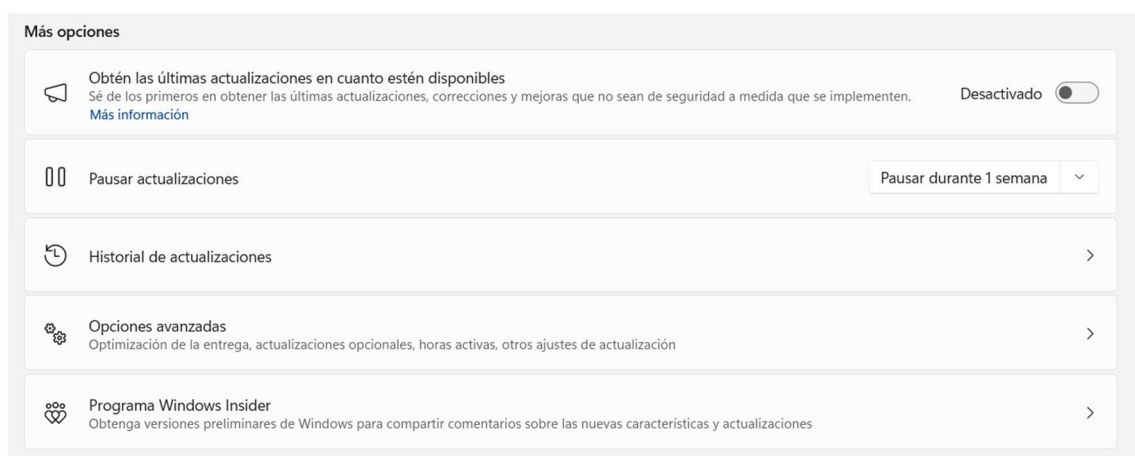 Más opciones
Obtén las últimas actualizaciones en cuanto estén disponibles
Sé de los primeros en obtener las últimas actualizaciones, correcciones y mejoras que no sean de seguridad a medida que se implementen.
Más información
Desactivado
Pausar actualizaciones
Pausar durante 1 semana
Historial de actualizaciones
Opciones avanzadas
Optimización de la entrega, actualizaciones opcionales, horas activas, otros ajustes de actualización
Programa Windows Insider
Obtenga versiones preliminares de Windows para compartir comentarios sobre las nuevas características y actualizaciones